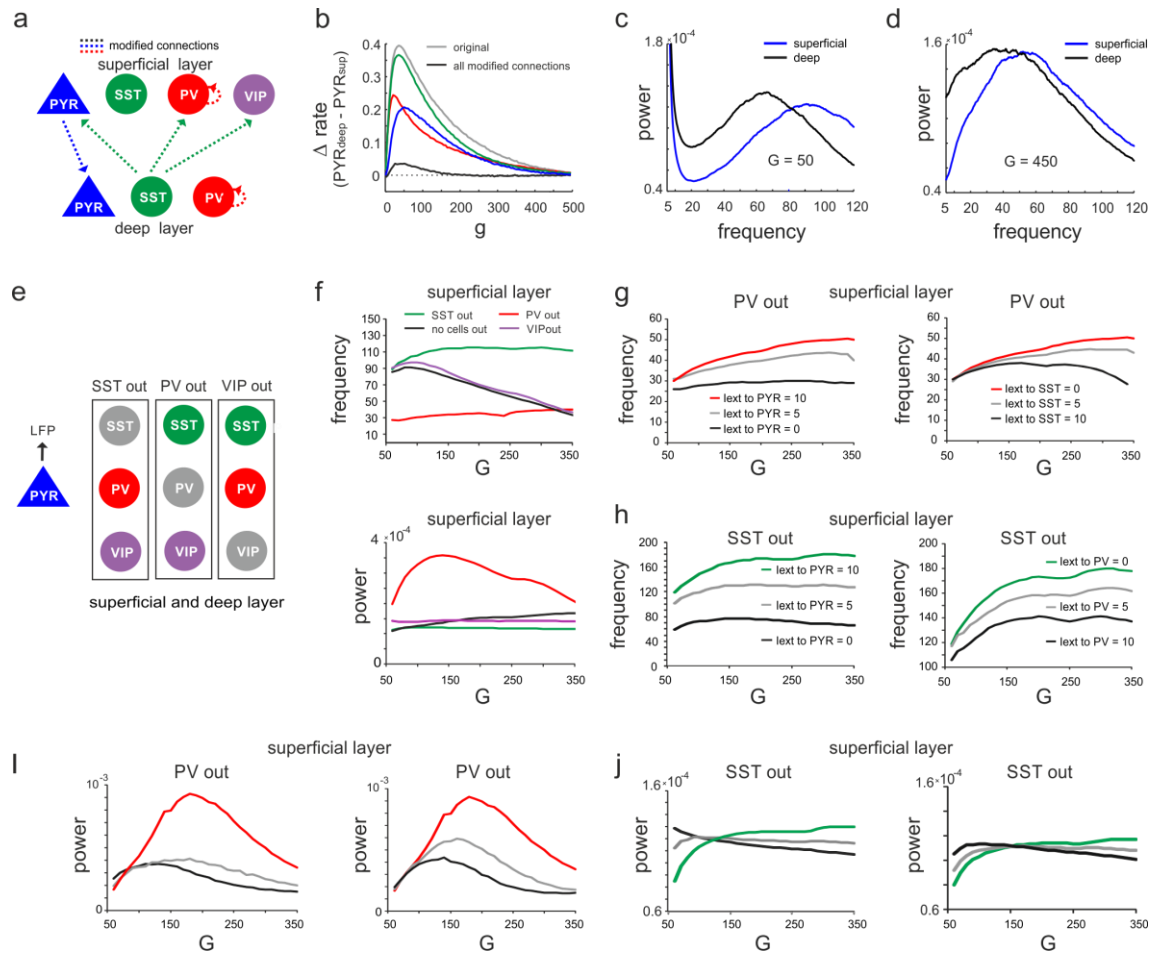 a
modified connections
superficial layer
PYR
SST
PV
VIP
PYR
SST
PV
deep layer
b
Δ rate
(PYRdeep - PYRsup)
0.4
0.3
0.2
0.1
0
original
all modified connections
0 100 200 300 400 500
g
c
1.8 ×10⁻⁴
power
0.4
superficial
deep
G = 50
5 20 40 60 80 100 120
frequency
d
1.6 ×10⁻⁴
power
0.4
superficial
deep
G = 450
5 20 40 60 80 100 120
frequency
e
LFP
PYR
SST out PV out VIP out
SST SST SST
PV PV PV
VIP VIP VIP
superficial and deep layer
f
superficial layer
SST out PV out
no cells out VIPout
frequency
150
130
110
90
70
50
30
10
50 150 250 350
superficial layer
4 ×10⁻⁴
power
0
50 150 250 350
G
g
superficial layer
PV out
frequency
60
50
40
30
20
10
0
Iext to PYR = 10
Iext to PYR = 5
Iext to PYR = 0
50 150 250 350
G
PV out
60
50
40
30
20
10
0
Iext to SST = 0
Iext to SST = 5
Iext to SST = 10
50 150 250 350
G
h
superficial layer
SST out
frequency
200
160
120
80
40
0
Iext to PYR = 10
Iext to PYR = 5
Iext to PYR = 0
50 150 250 350
G
SST out
frequency
200
180
160
140
120
100
Iext to PV = 0
Iext to PV = 5
Iext to PV = 10
50 150 250 350
G
I
superficial layer
PV out
10⁻³
power
0
50 150 250 350
G
PV out
10⁻³
power
0
50 150 250 350
G
j
superficial layer
SST out
1.6 ×10⁻⁴
power
0.6
50 150 250 350
G
SST out
1.6 ×10⁻⁴
power
0.6
50 150 250 350
G